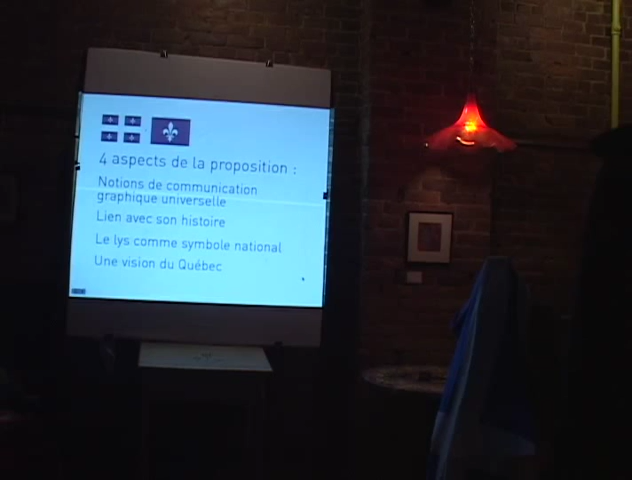 4 aspects de la proposition :
Notions de communication
graphique universelle
Lien avec son histoire
Le lys comme symbole national
Une vision du Québec